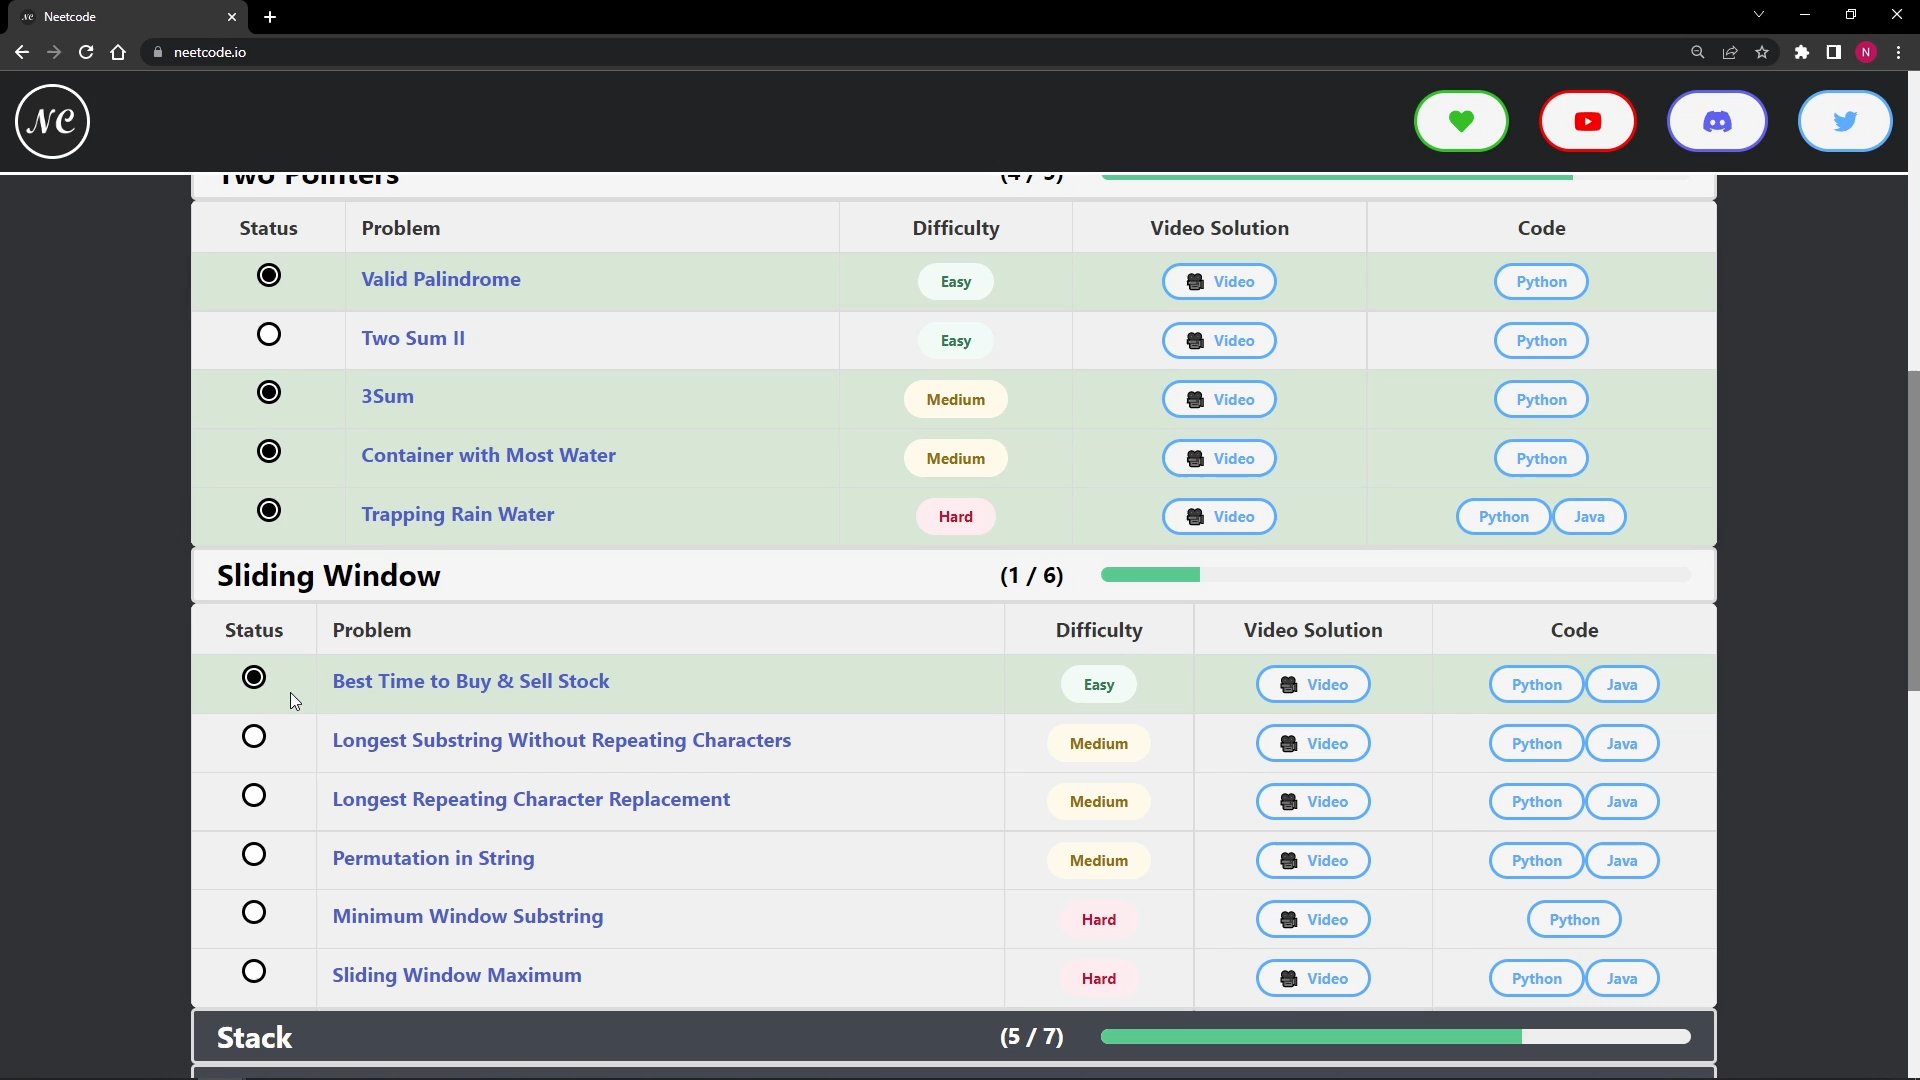 Neetcode
neetcode.io
N
NC
Two Pointers (4 / 5)
Status Problem Difficulty Video Solution Code
Valid Palindrome Easy Video Python
Two Sum II Easy Video Python
3Sum Medium Video Python
Container with Most Water Medium Video Python
Trapping Rain Water Hard Video Python Java
Sliding Window (1 / 6)
Status Problem Difficulty Video Solution Code
Best Time to Buy & Sell Stock Easy Video Python Java
Longest Substring Without Repeating Characters Medium Video Python Java
Longest Repeating Character Replacement Medium Video Python Java
Permutation in String Medium Video Python Java
Minimum Window Substring Hard Video Python
Sliding Window Maximum Hard Video Python Java
Stack (5 / 7)